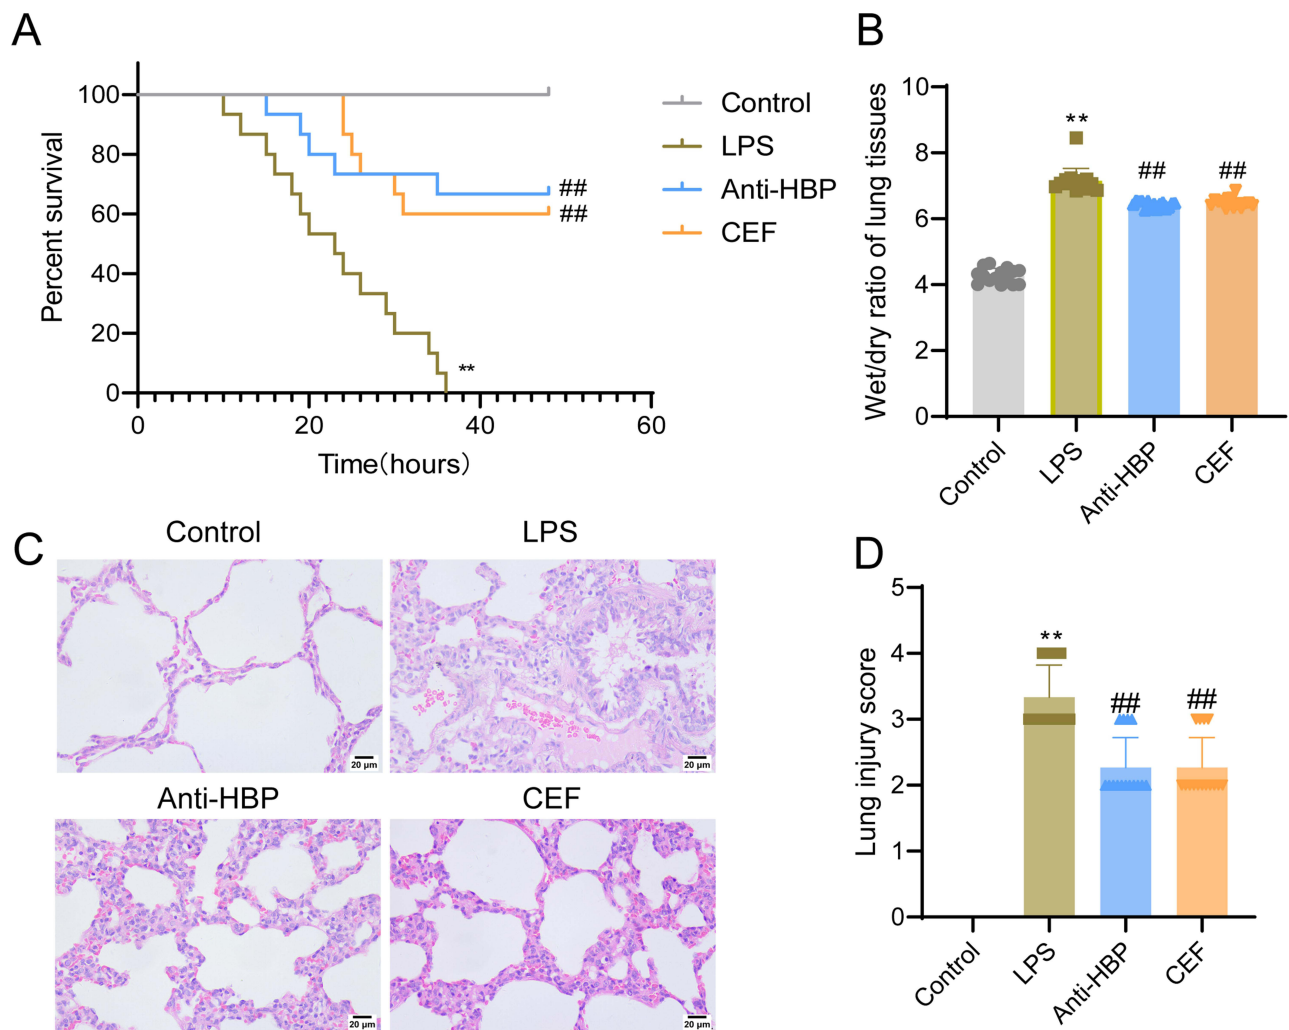 A
100
80
60
40
20
0
Percent survival
0 20 40 60
Time（hours）
##
##
**
Control
LPS
Anti-HBP
CEF
B
10
8
6
4
2
0
Wet/dry ratio of lung tissues
** ## ##
Control LPS Anti-HBP CEF
C
Control LPS
20 μm 20 μm
Anti-HBP CEF
20 μm 20 μm
D
5
4
3
2
1
0
Lung injury score
** ## ##
Control LPS Anti-HBP CEF